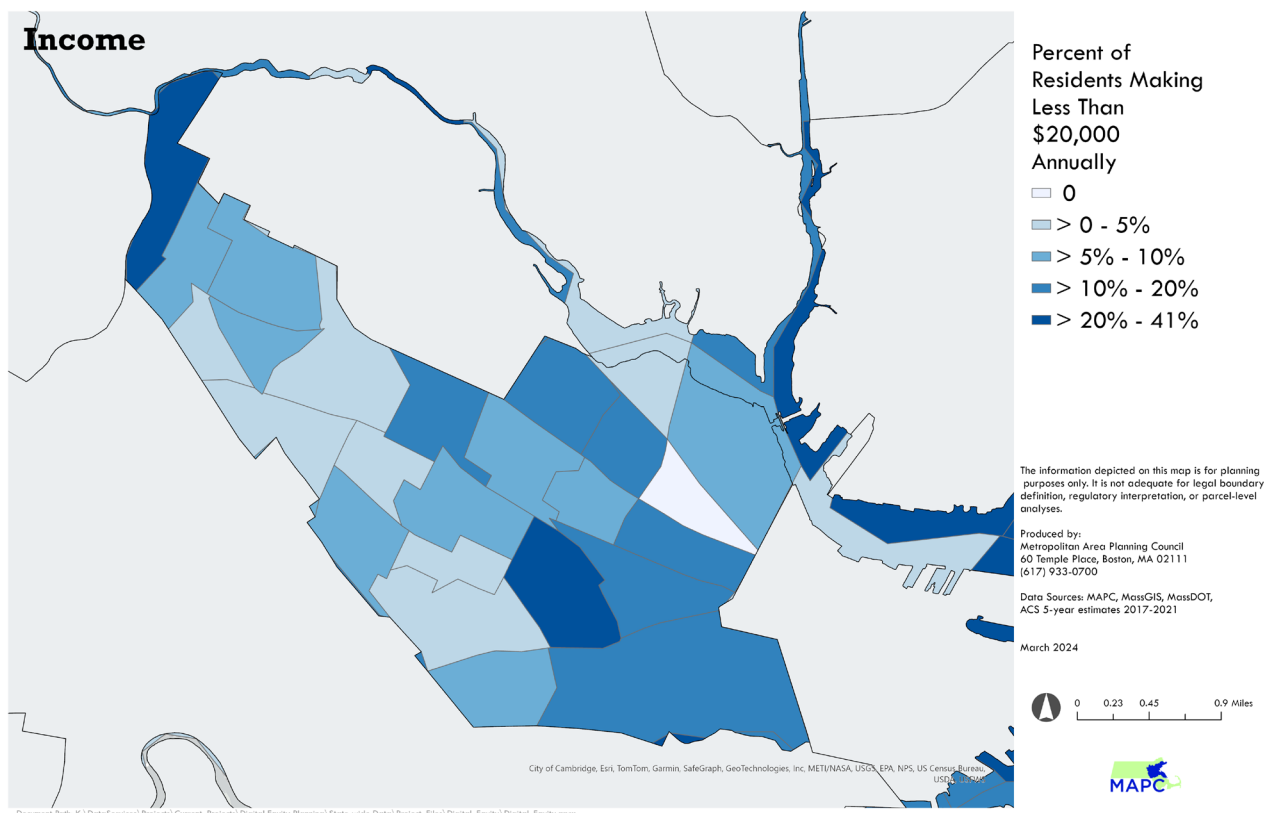 Income
Percent of
Residents Making
Less Than
$20,000
Annually
0
> 0 - 5%
> 5% - 10%
> 10% - 20%
> 20% - 41%
The information depicted on this map is for planning
purposes only. It is not adequate for legal boundary
definition, regulatory interpretation, or parcel-level
analyses.
Produced by:
Metropolitan Area Planning Council
60 Temple Place, Boston, MA 02111
(617) 933-0700
Data Sources: MAPC, MassGIS, MassDOT,
ACS 5-year estimates 2017-2021
March 2024
0 0.23 0.45 0.9 Miles
MAPC
City of Cambridge, Esri, TomTom, Garmin, SafeGraph, GeoTechnologies, Inc, METI/NASA, USGS, EPA, NPS, US Census Bureau,